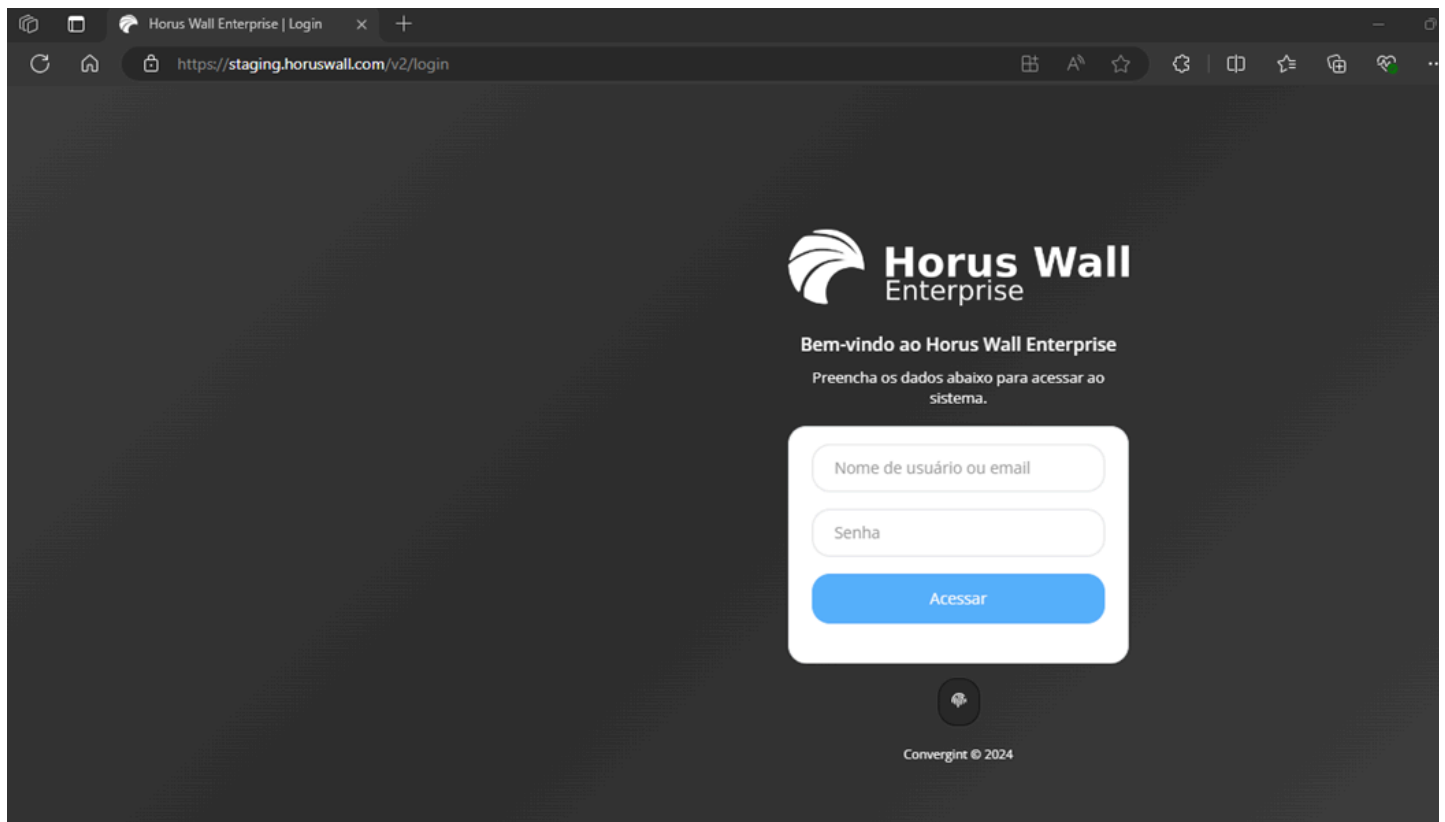 Horus Wall Enterprise | Login
https://staging.horuswall.com/v2/login
Horus Wall
Enterprise
Bem-vindo ao Horus Wall Enterprise
Preencha os dados abaixo para acessar ao
sistema.
Nome de usuário ou email
Senha
Acessar
Convergint © 2024